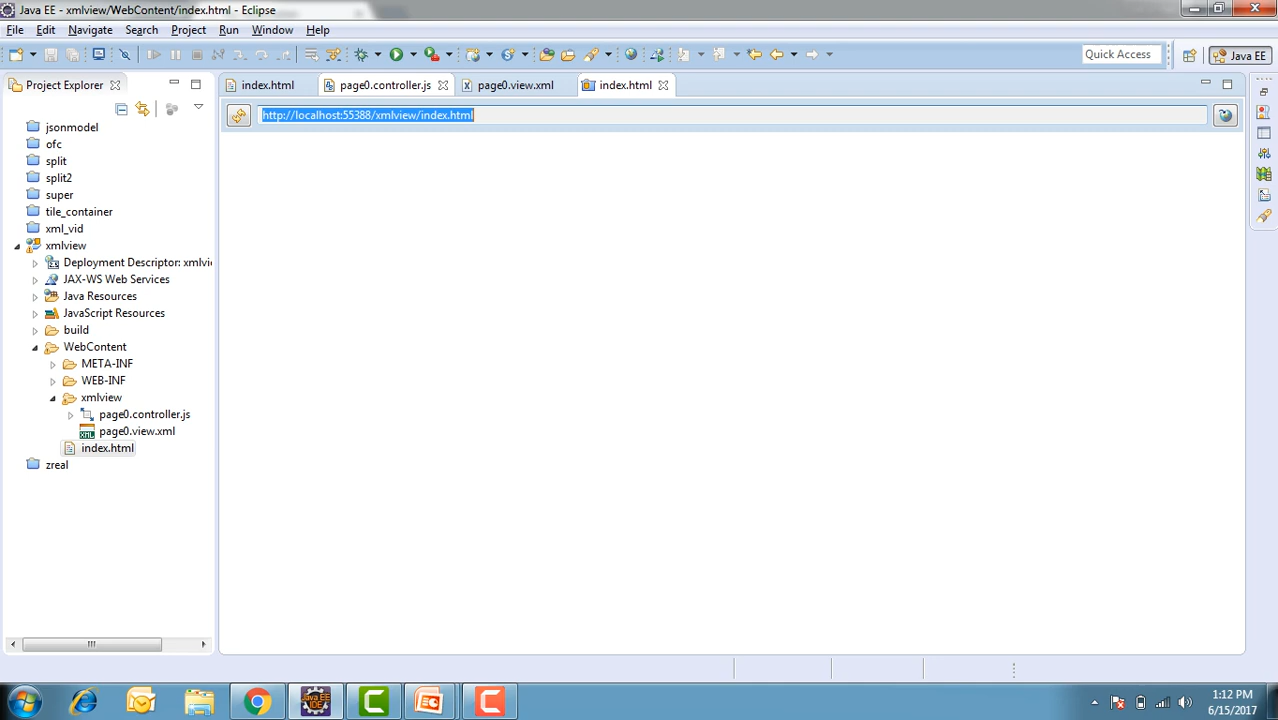 Java EE - xmlview/WebContent/index.html - Eclipse
File Edit Navigate Search Project Run Window Help
Quick Access
Java EE
Project Explorer
index.html
page0.controller.js
page0.view.xml
index.html
http://localhost:55388/xmlview/index.html
jsonmodel
ofc
split
split2
super
tile_container
xml_vid
xmlview
Deployment Descriptor: xmlvi
JAX-WS Web Services
Java Resources
JavaScript Resources
build
WebContent
META-INF
WEB-INF
xmlview
page0.controller.js
page0.view.xml
index.html
zreal
Java EE
IDE
1:12 PM
6/15/2017